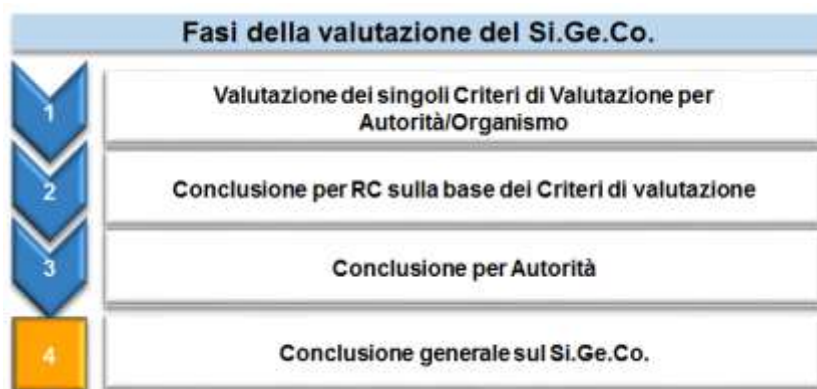 Fasi della valutazione del Si.Ge.Co.
1
Valutazione dei singoli Criteri di Valutazione per
Autorità/Organismo
2
Conclusione per RC sulla base dei Criteri di valutazione
3
Conclusione per Autorità
4
Conclusione generale sul Si.Ge.Co.